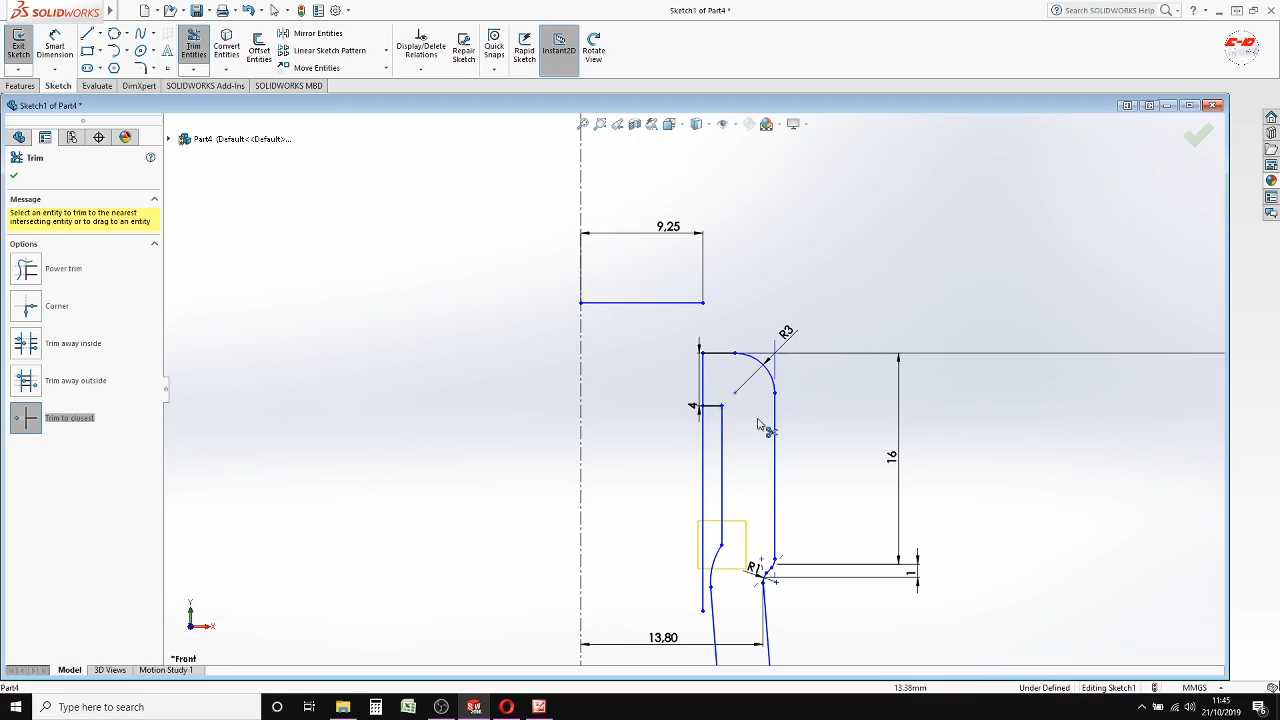 SOLIDWORKS
Sketch1 of Part4 *
Search SOLIDWORKS Help
Exit Sketch
Smart Dimension
Trim Entities
Convert Entities
Offset Entities
Mirror Entities
Linear Sketch Pattern
Move Entities
Display/Delete Relations
Repair Sketch
Quick Snaps
Rapid Sketch
Instant2D
Rotate View
Features
Sketch
Evaluate
DimXpert
SOLIDWORKS Add-Ins
SOLIDWORKS MBD
Sketch1 of Part4 *
Part4 (Default<<Default>...
Trim
Message
Select an entity to trim to the nearest
intersecting entity or to drag to an entity
Options
Power trim
Corner
Trim away inside
Trim away outside
Trim to closest
9,25
R3
4
16
R1
1
13,80
Y
X
*Front
Model
3D Views
Motion Study 1
Part4
13.38mm
Under Defined
Editing Sketch1
MMGS
Type here to search
11:45
21/10/2019